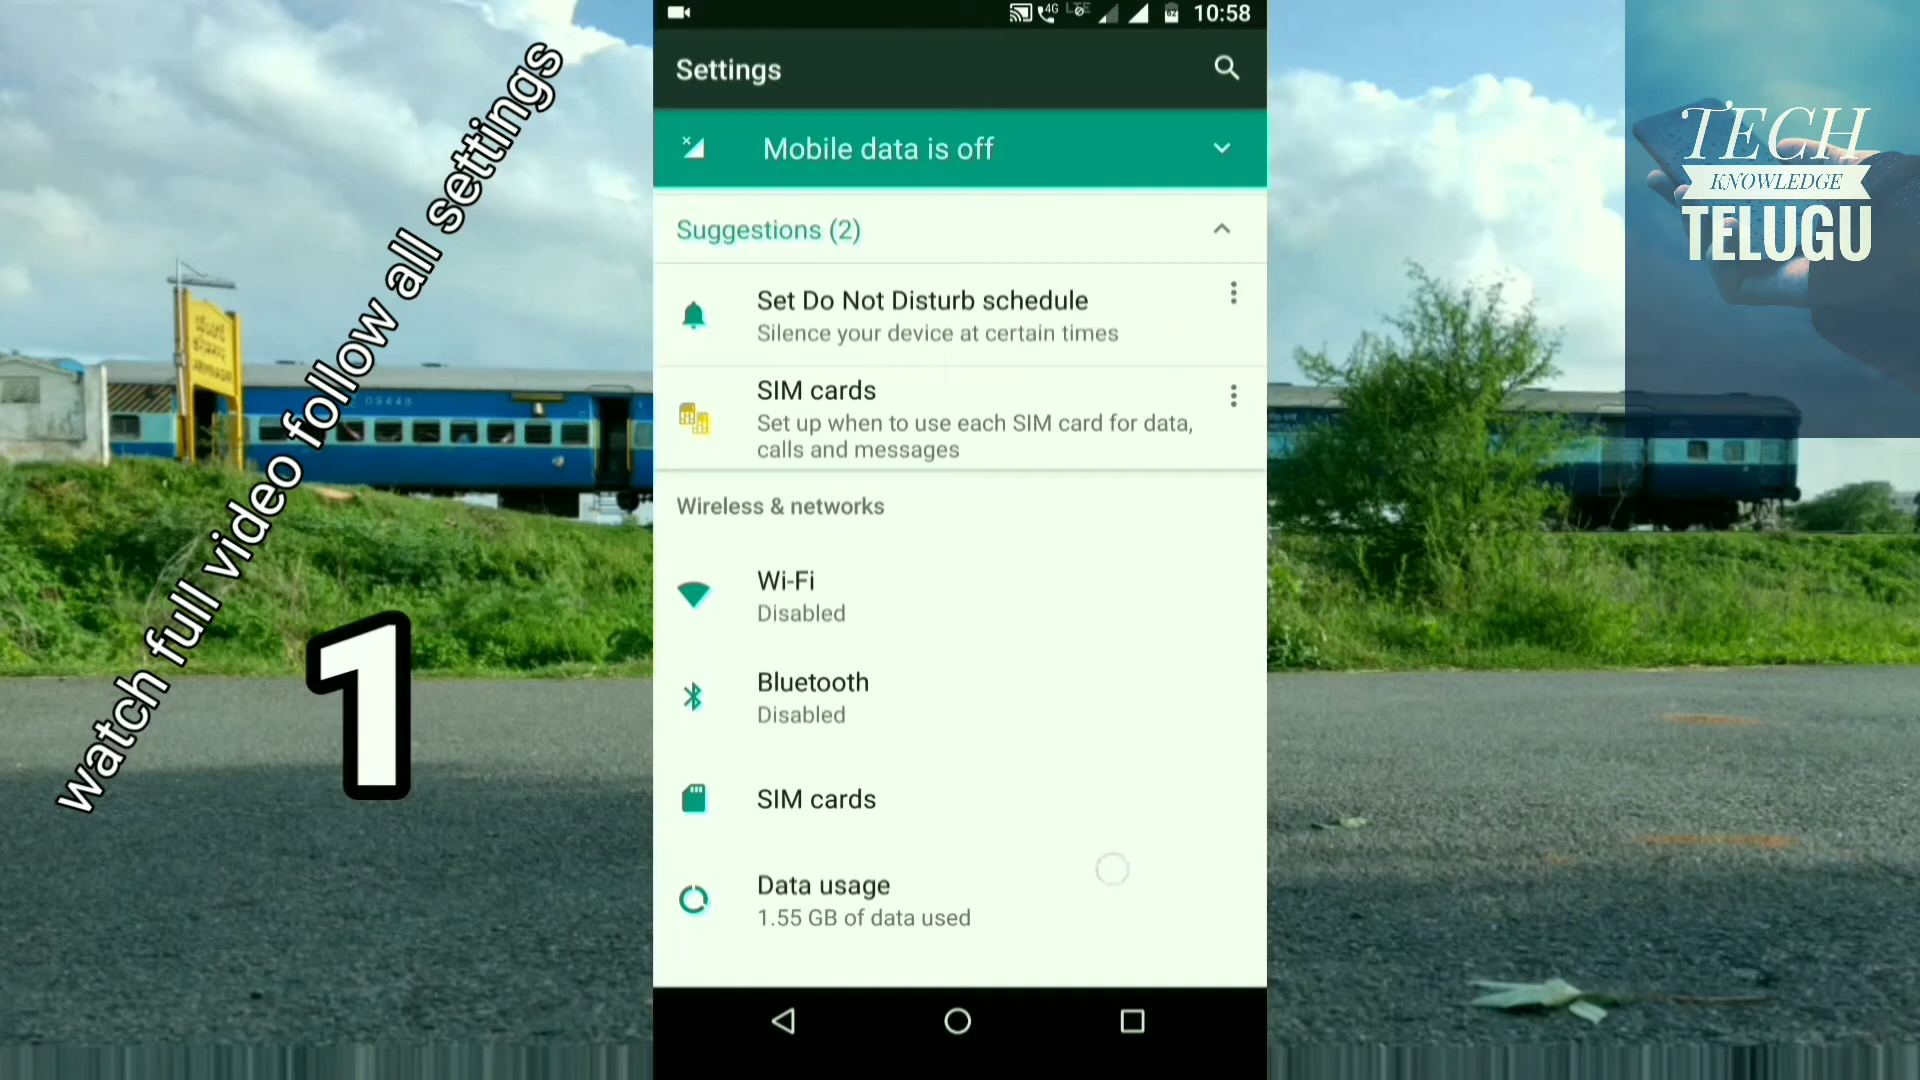 watch full video follow all settings
1
4G LTE 62 10:58
Settings
Mobile data is off
Suggestions (2)
Set Do Not Disturb schedule
Silence your device at certain times
SIM cards
Set up when to use each SIM card for data,
calls and messages
Wireless & networks
Wi-Fi
Disabled
Bluetooth
Disabled
SIM cards
Data usage
1.55 GB of data used
TECH
KNOWLEDGE
TELUGU